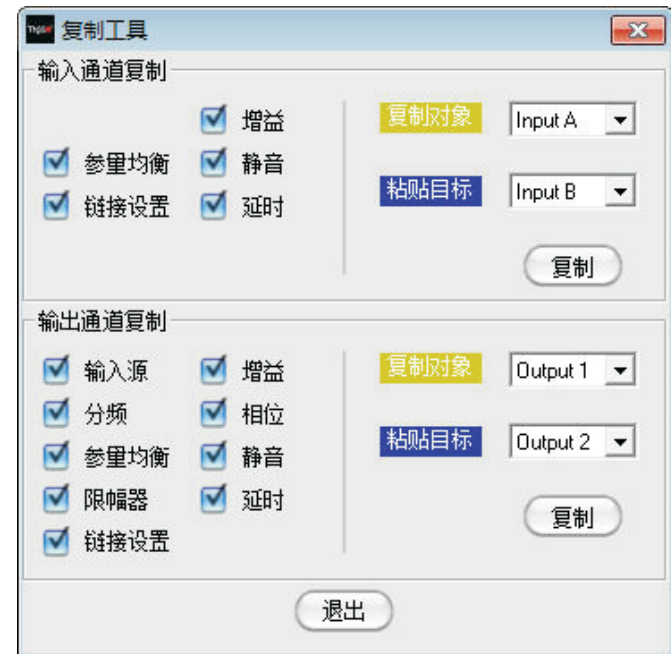 复制工具
输入通道复制
增益
复制对象
Input A
参量均衡
静音
链接设置
延时
粘贴目标
Input B
复制
输出通道复制
输入源
增益
复制对象
Output 1
分频
相位
参量均衡
静音
粘贴目标
Output 2
限幅器
延时
复制
链接设置
退出